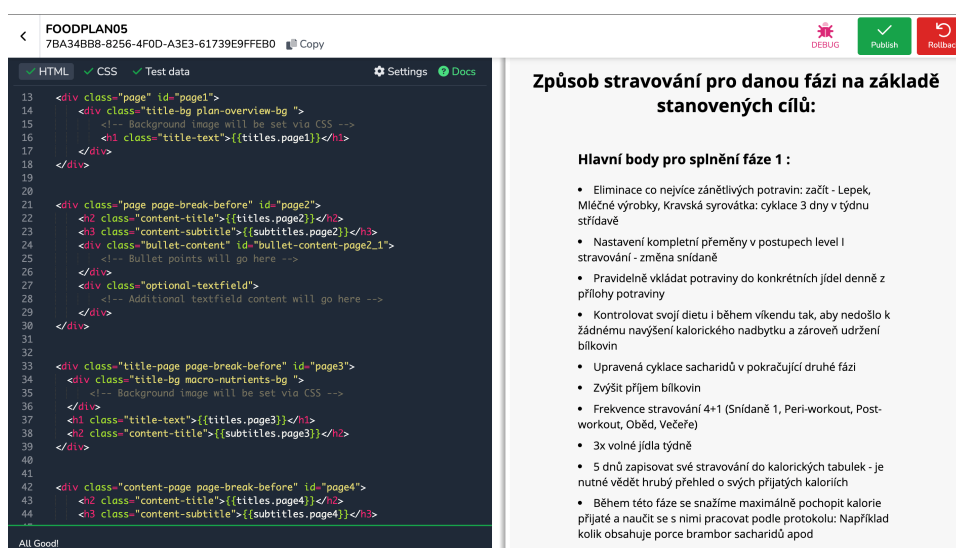 FOODPLAN05
7BA34BB8-8256-4F0D-A3E3-61739E9FFEB0 Copy
DEBUG
Publish
Rollbac
HTML CSS Test data Settings Docs
13 <div class="page" id="page1">
14 <div class="title-bg plan-overview-bg ">
15 <!-- Background image will be set via CSS -->
16 <h1 class="title-text">{{titles.page1}}</h1>
17 </div>
18 </div>
19
20
21 <div class="page page-break-before" id="page2">
22 <h2 class="content-title">{{titles.page2}}</h2>
23 <h3 class="content-subtitle">{{subtitles.page2}}</h3>
24 <div class="bullet-content" id="bullet-content-page2_1">
25 <!-- Bullet points will go here -->
26 </div>
27 <div class="optional-textfield">
28 <!-- Additional textfield content will go here -->
29 </div>
30 </div>
31
32
33 <div class="title-page page-break-before" id="page3">
34 <div class="title-bg macro-nutrients-bg ">
35 <!-- Background image will be set via CSS -->
36 </div>
37 <h1 class="title-text">{{titles.page3}}</h1>
38 <h2 class="content-title">{{subtitles.page3}}</h2>
39 </div>
40
41
42 <div class="content-page page-break-before" id="page4">
43 <h2 class="content-title">{{titles.page4}}</h2>
44 <h3 class="content-subtitle">{{subtitles.page4}}</h3>
All Good!
Způsob stravování pro danou fázi na základě
stanovených cílů:
Hlavní body pro splnění fáze 1 :
• Eliminace co nejvíce zánětlivých potravin: začít - Lepek,
Mléčné výrobky, Kravská syrovátka: cyklace 3 dny v týdnu
střídavě
• Nastavení kompletní přeměny v postupech level I
stravování - změna snídaně
• Pravidelně vkládat potraviny do konkrétních jídel denně z
přílohy potraviny
• Kontrolovat svojí dietu i během víkendu tak, aby nedošlo k
žádnému navýšení kalorického nadbytku a zároveň udržení
bílkovin
• Upravená cyklace sacharidů v pokračující druhé fázi
• Zvýšit příjem bílkovin
• Frekvence stravování 4+1 (Snídaně 1, Peri-workout, Post-
workout, Oběd, Večeře)
• 3x volné jídla týdně
• 5 dnů zapisovat své stravování do kalorických tabulek - je
nutné vědět hrubý přehled o svých přijatých kaloriích
• Během této fáze se snažíme maximálně pochopit kalorie
přijaté a naučit se s nimi pracovat podle protokolu: Například
kolik obsahuje porce brambor sacharidů apod